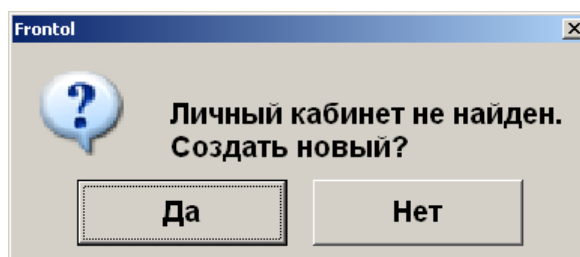 Frontol
Личный кабинет не найден.
Создать новый?
Да
Нет